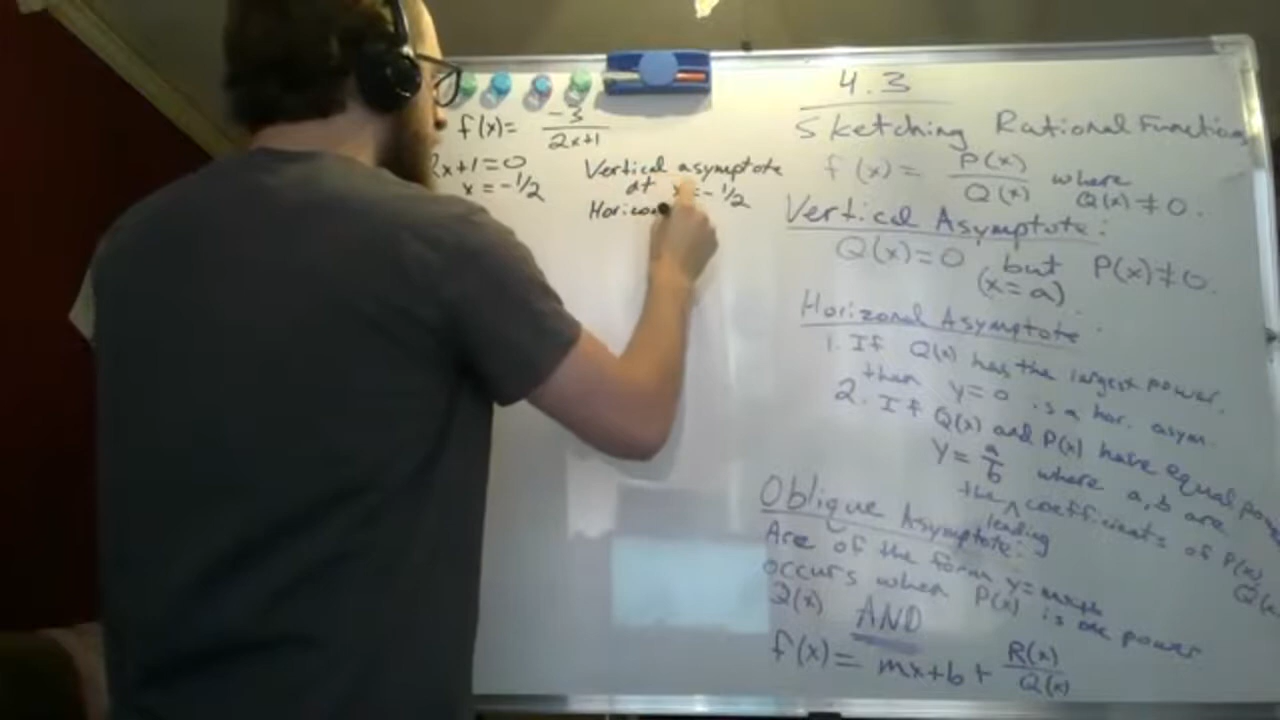 f(x)= -3/2x+1
2x+1=0
x = -1/2
Vertical asymptote
at x = -1/2
Horizo
4.3
Sketching Rational Functions
f(x) = P(x)/Q(x) where
Q(x) ≠ 0.
Vertical Asymptote:
Q(x)=0 but P(x)≠0.
(x=a)
Horizonal Asymptote
1. If Q(x) has the largest power.
then y=0 is a hor. asym.
2. If Q(x) and P(x) have equal
y= a/b where a, b are
the leading coefficients of P(x),
Q(x
Oblique Asymptote:
Are of the form y=mx+b
occurs when P(x) is one power
Q(x) AND
f(x)= mx+b + R(x)/Q(x)